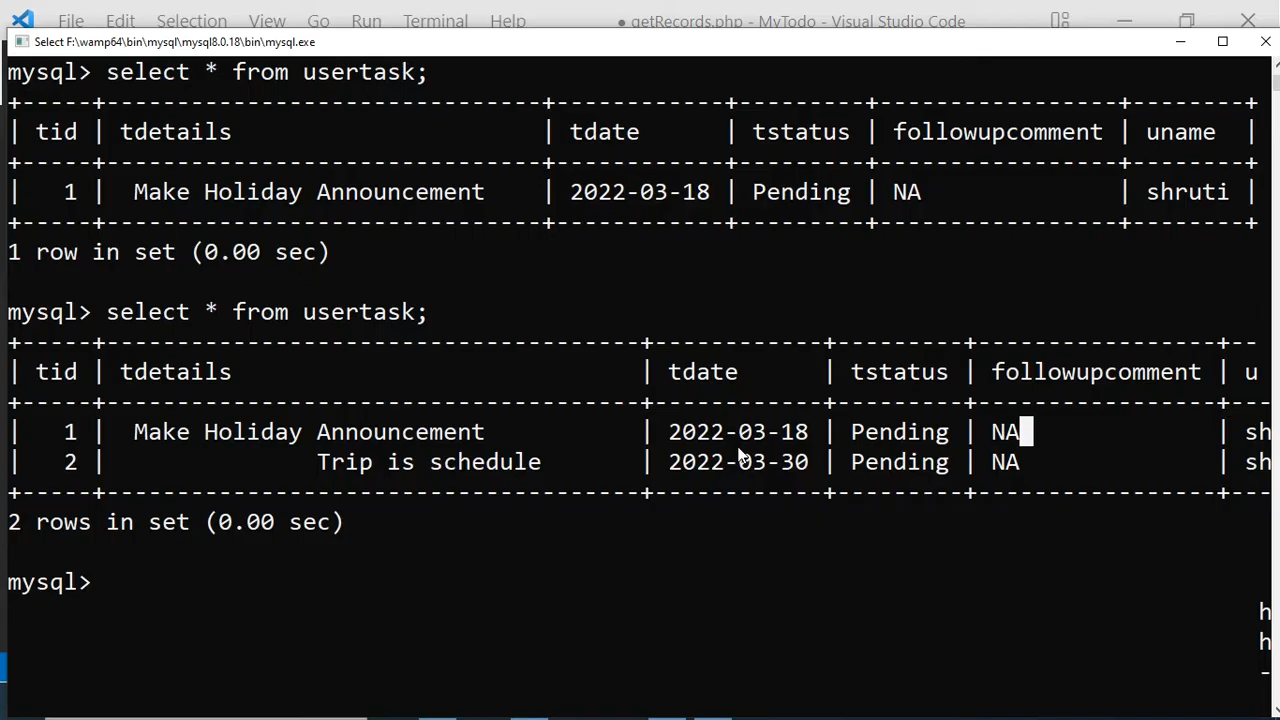 File Edit Selection View Go Run Terminal Help ● getRecords.php - MyTodo - Visual Studio Code
Select F:\wamp64\bin\mysql\mysql8.0.18\bin\mysql.exe
mysql> select * from usertask;
+-----+-------------------------------+------------+---------+------------------+--------+
| tid | tdetails | tdate | tstatus | followupcomment | uname |
+-----+-------------------------------+------------+---------+------------------+--------+
| 1 | Make Holiday Announcement | 2022-03-18 | Pending | NA | shruti |
+-----+-------------------------------+------------+---------+------------------+--------+
1 row in set (0.00 sec)
mysql> select * from usertask;
+-----+--------------------------------------+------------+---------+------------------+--
| tid | tdetails | tdate | tstatus | followupcomment | u
+-----+--------------------------------------+------------+---------+------------------+---
| 1 | Make Holiday Announcement | 2022-03-18 | Pending | NA | sh
| 2 | Trip is schedule | 2022-03-30 | Pending | NA | sh
+-----+--------------------------------------+------------+---------+------------------+---
2 rows in set (0.00 sec)
mysql>
h
h
-